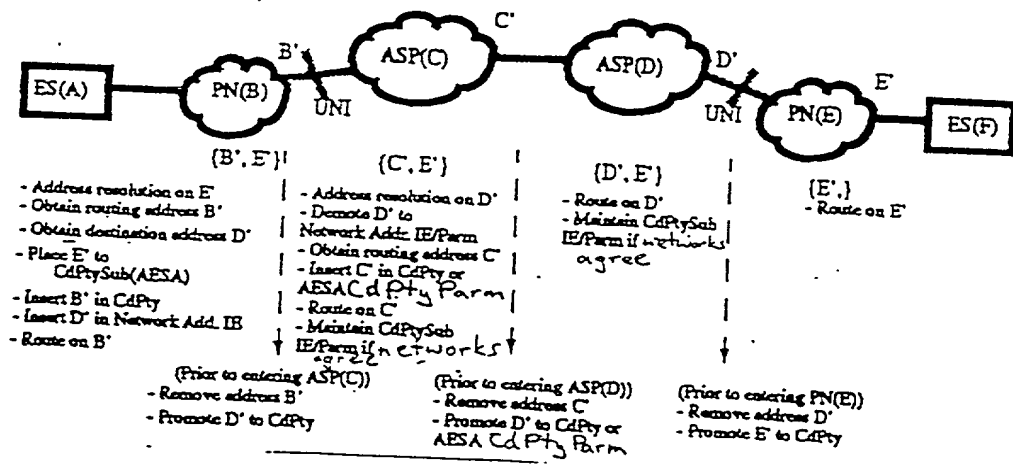 C'
B'
D'
E'
ES(A)
PN(B)
UNI
ASP(C)
ASP(D)
UNI
PN(E)
ES(F)
{B', E'}
- Address resolution on E'
- Obtain routing address B'
- Obtain destination address D'
- Place E' to
CdPtySub(AESA)
- Insert B' in CdPty
- Insert D' in Network Add. IE
- Route on B'
{C', E'}
- Address resolution on D'
- Demote D' to
Network Addr. IE/Parm
- Obtain routing address C'
- Insert C' in CdPty or
AESA CdPty Parm
- Route on C'
- Maintain CdPtySub
IE/Parm if networks
agree
{D', E'}
- Route on D'
- Maintain CdPtySub
IE/Parm if networks
agree
{E',}
- Route on E'
(Prior to entering ASP(C))
- Remove address B'
- Promote D' to CdPty
(Prior to entering ASP(D))
- Remove address C'
- Promote D' to CdPty or
AESA CdPty Parm
(Prior to entering PN(E))
- Remove address D'
- Promote E' to CdPty